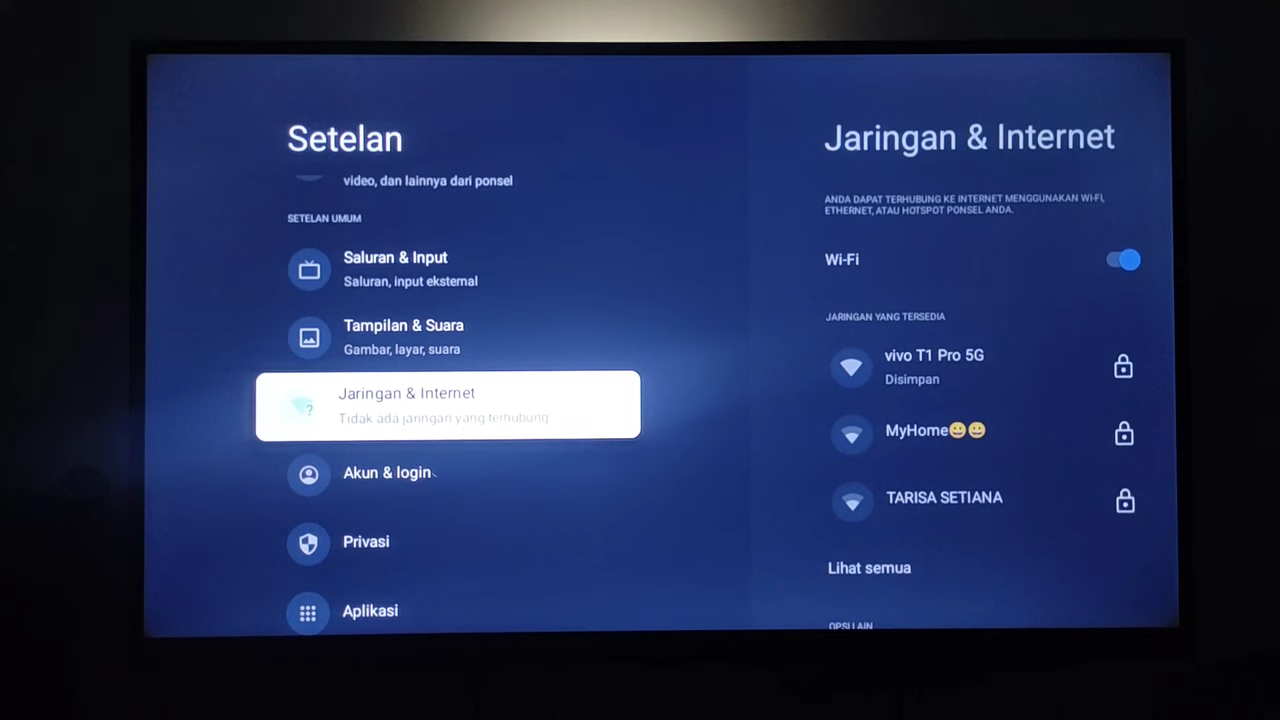 Setelan
video, dan lainnya dari ponsel
SETELAN UMUM
Saluran & Input
Saluran, input eksternal
Tampilan & Suara
Gambar, layar, suara
Jaringan & Internet
Tidak ada jaringan yang terhubung
Akun & login
Privasi
Aplikasi
Jaringan & Internet
ANDA DAPAT TERHUBUNG KE INTERNET MENGGUNAKAN WI-FI,
ETHERNET, ATAU HOTSPOT PONSEL ANDA.
Wi-Fi
JARINGAN YANG TERSEDIA
vivo T1 Pro 5G
Disimpan
MyHome😀😀
TARISA SETIANA
Lihat semua
OPSI LAIN